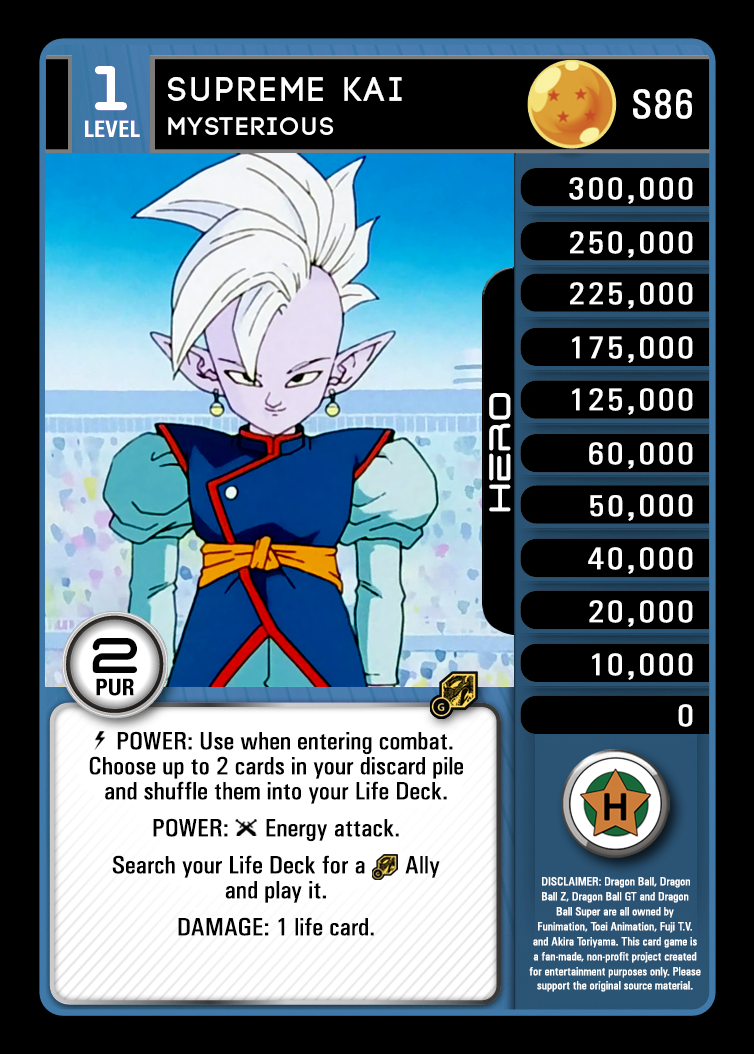 1
LEVEL
SUPREME KAI
MYSTERIOUS
S86
300,000
250,000
225,000
175,000
125,000
60,000
50,000
40,000
20,000
10,000
0
HERO
2
PUR
G
POWER: Use when entering combat.
Choose up to 2 cards in your discard pile
and shuffle them into your Life Deck.
POWER: Energy attack.
Search your Life Deck for a Ally
and play it.
DAMAGE: 1 life card.
H
DISCLAIMER: Dragon Ball, Dragon
Ball Z, Dragon Ball GT and Dragon
Ball Super are all owned by
Funimation, Toei Animation, Fuji T.V.
and Akira Toriyama. This card game is
a fan-made, non-profit project created
for entertainment purposes only. Please
support the original source material.